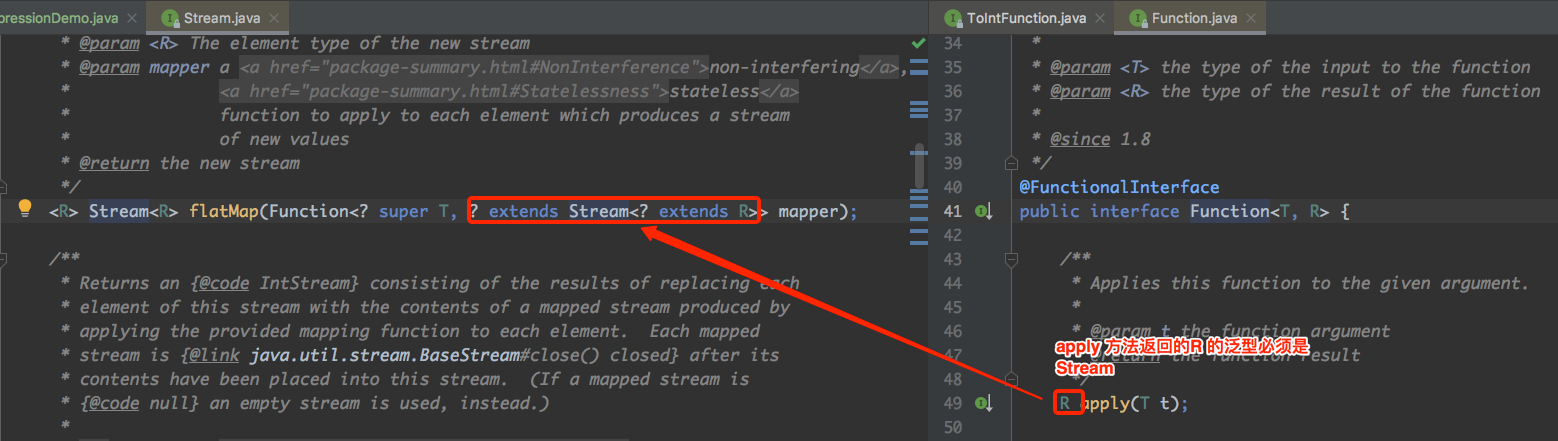 pressionDemo.java ×
Stream.java ×
* @param <R> The element type of the new stream
* @param mapper a <a href="package-summary.html#NonInterference">non-interfering</a>,
* <a href="package-summary.html#Statelessness">stateless</a>
* function to apply to each element which produces a stream
* of new values
* @return the new stream
*/
<R> Stream<R> flatMap(Function<? super T, ? extends Stream<? extends R>> mapper);
/**
* Returns an {@code IntStream} consisting of the results of replacing each
* element of this stream with the contents of a mapped stream produced by
* applying the provided mapping function to each element. Each mapped
* stream is {@link java.util.stream.BaseStream#close() closed} after its
* contents have been placed into this stream. (If a mapped stream is
* {@code null} an empty stream is used, instead.)
*
ToIntFunction.java ×
Function.java ×
34 *
35 * @param <T> the type of the input to the function
36 * @param <R> the type of the result of the function
37 *
38 * @since 1.8
39 */
40 @FunctionalInterface
41 public interface Function<T, R> {
42
43 /**
44 * Applies this function to the given argument.
45 *
46 * @param t the function argument
apply 方法返回的R 的泛型必须是
47 @return the function result
Stream
48 */
49 R apply(T t);
50